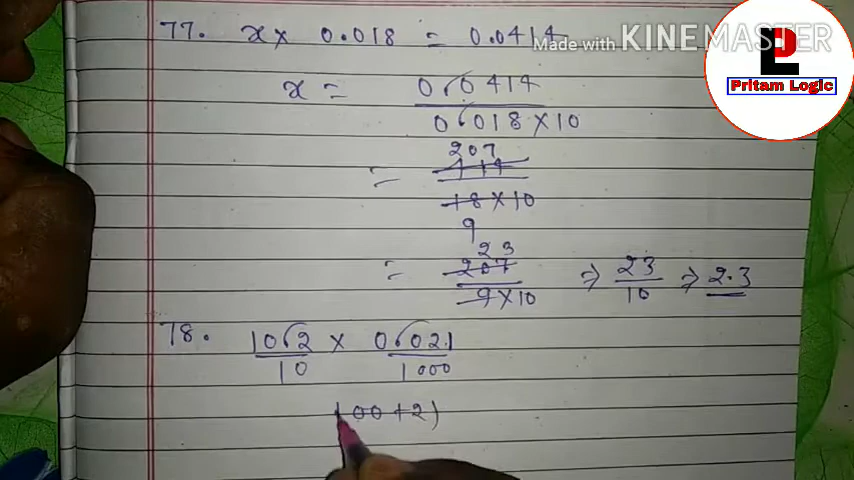 77. x × 0.018 = 0.0414
Made with KINEMASTER
LP
Pritam Logic
x = 0.0414
0.018 × 10
207
= 414
18 × 10
9
23
= 207 ⇒ 23 ⇒ 2.3
9 × 10 10
78. 10.2 × 0.021
10 1000
100 + 2)